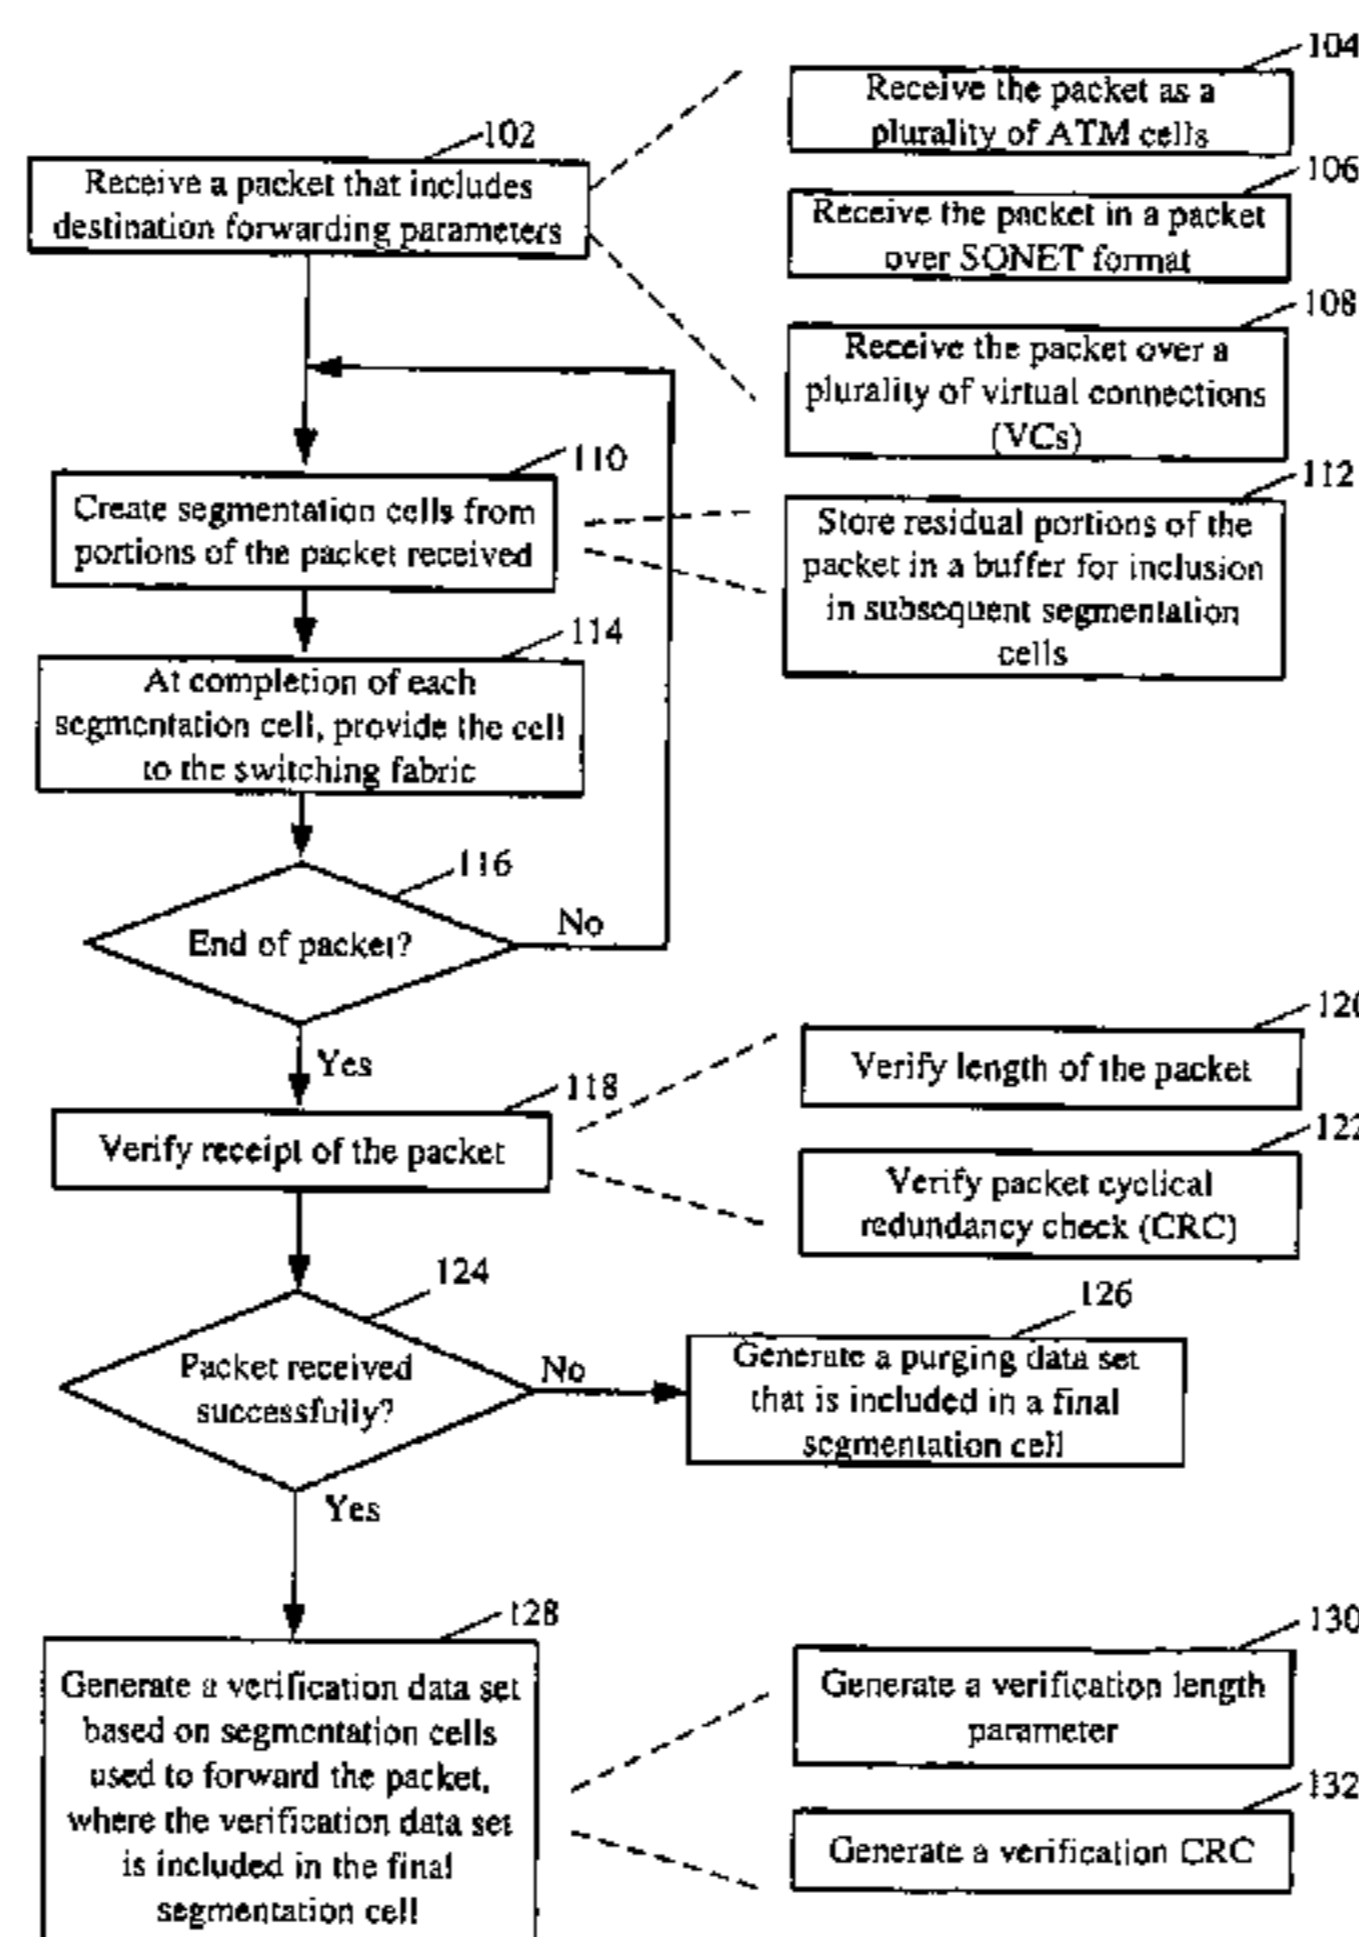 104
Receive the packet as a
plurality of ATM cells
102
Receive a packet that includes
destination forwarding parameters
106
Receive the packet in a packet
over SONET format
108
Receive the packet over a
plurality of virtual connections
(VCs)
110
Create segmentation cells from
portions of the packet received
112
Store residual portions of the
packet in a buffer for inclusion
in subsequent segmentation
cells
114
At completion of each
segmentation cell, provide the cell
to the switching fabric
116
End of packet?
No
Yes
118
Verify receipt of the packet
120
Verify length of the packet
122
Verify packet cyclical
redundancy check (CRC)
124
Packet received
successfully?
No
Yes
126
Generate a purging data set
that is included in a final
segmentation cell
128
Generate a verification data set
based on segmentation cells
used to forward the packet,
where the verification data set
is included in the final
segmentation cell
130
Generate a verification length
parameter
132
Generate a verification CRC